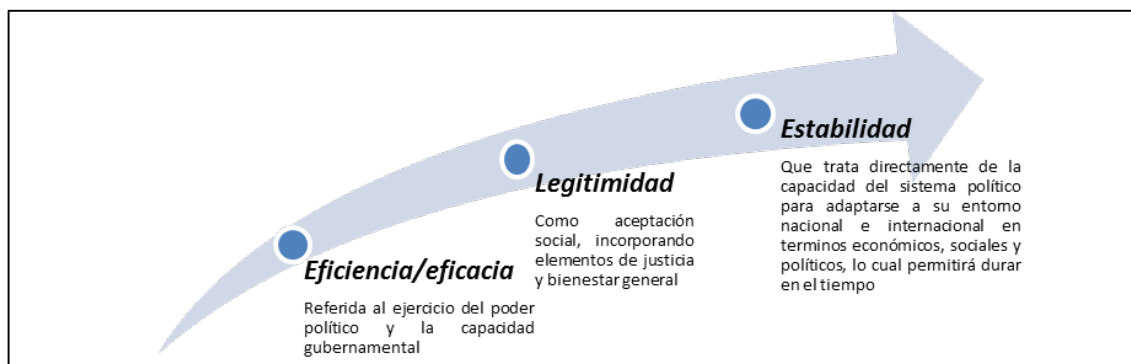 Eficiencia/eficacia
Referida al ejercicio del poder
político y la capacidad
gubernamental
Legitimidad
Como aceptación
social, incorporando
elementos de justicia
y bienestar general
Estabilidad
Que trata directamente de la
capacidad del sistema político
para adaptarse a su entorno
nacional e internacional en
terminos económicos, sociales y
políticos, lo cual permitirá durar
en el tiempo